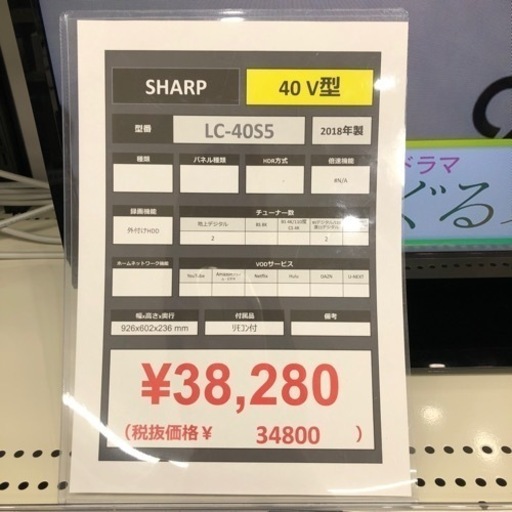 SHARP
40 V型
型番
LC-40S5
2018年製
種類
パネル種類
HDR方式
倍速機能
#N/A
録画機能
チューナー数
外付けHDD
地上デジタル
BS 8K
2
2
ホームネットワーク機能
VODサービス
YouTube
Netflix
Hulu
DAZN
U-NEXT
幅x高さx奥行
付属品
備考
926x602x236 mm
リモコン付
¥38,280
(税抜価格¥ 34800 )
ドラマ
ぐる